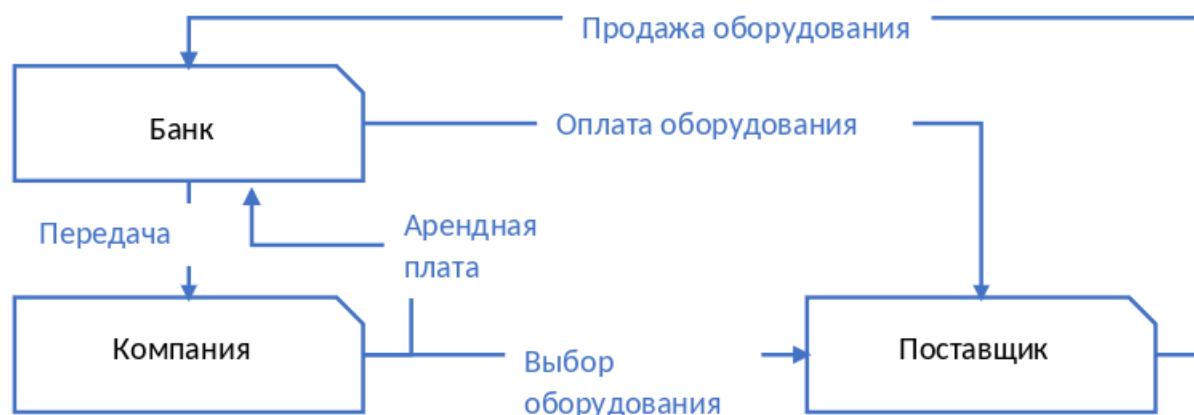 Продажа оборудования
Банк
Оплата оборудования
Передача
Арендная
плата
Компания
Поставщик
Выбор
оборудования